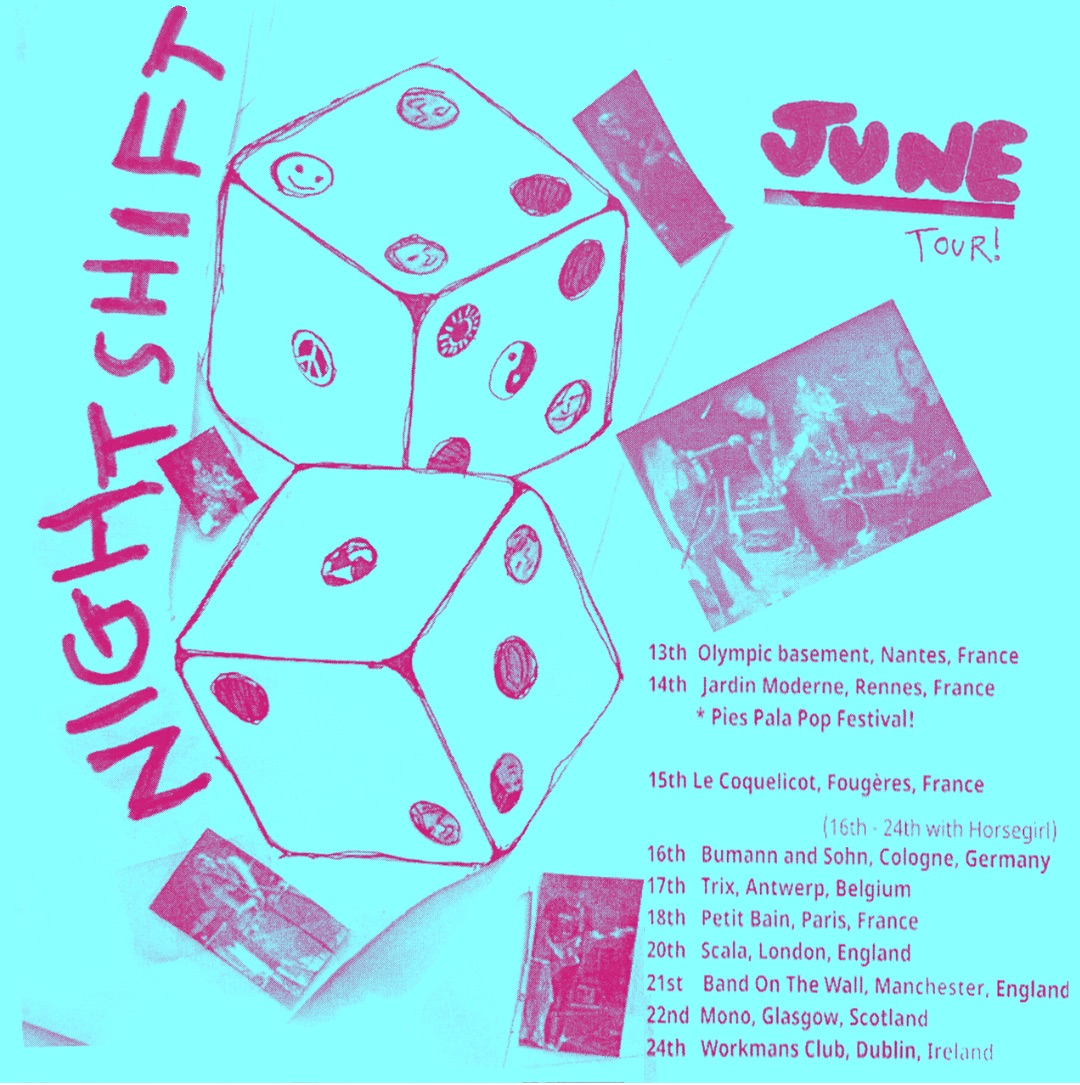 NIGHTSHIFT
JUNE
TOUR!
13th Olympic basement, Nantes, France
14th Jardin Moderne, Rennes, France
* Pies Pala Pop Festival!
15th Le Coquelicot, Fougères, France
(16th - 24th with Horsegirl)
16th Bumann and Sohn, Cologne, Germany
17th Trix, Antwerp, Belgium
18th Petit Bain, Paris, France
20th Scala, London, England
21st Band On The Wall, Manchester, England
22nd Mono, Glasgow, Scotland
24th Workmans Club, Dublin, Ireland